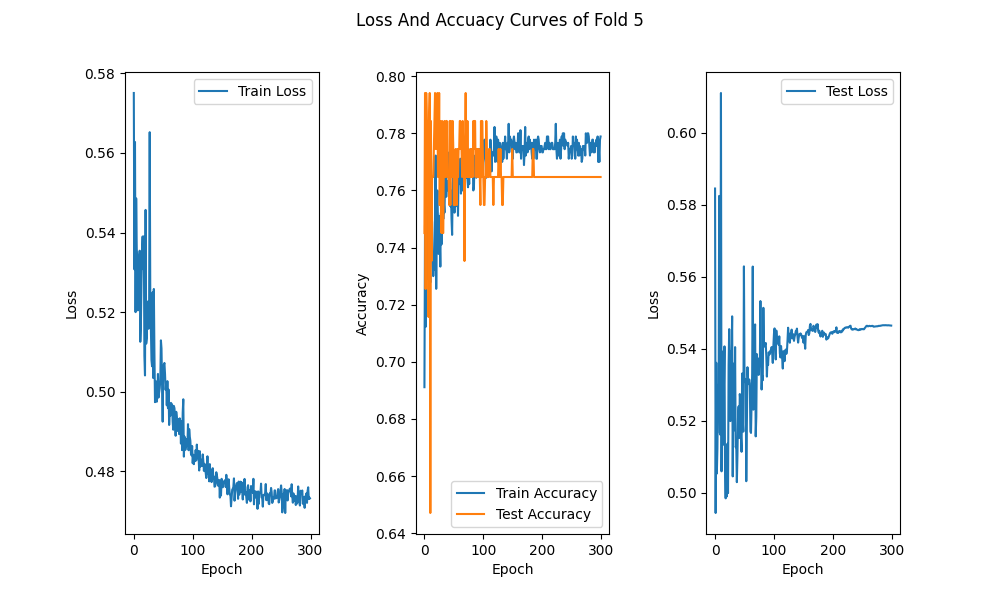 Loss And Accuacy Curves of Fold 5
0.58
0.56
0.54
0.52
0.50
0.48
Loss
Train Loss
0 100 200 300
Epoch
0.80
0.78
0.76
0.74
0.72
0.70
0.68
0.66
0.64
Accuracy
Train Accuracy
Test Accuracy
0 100 200 300
Epoch
0.60
0.58
0.56
0.54
0.52
0.50
Loss
Test Loss
0 100 200 300
Epoch